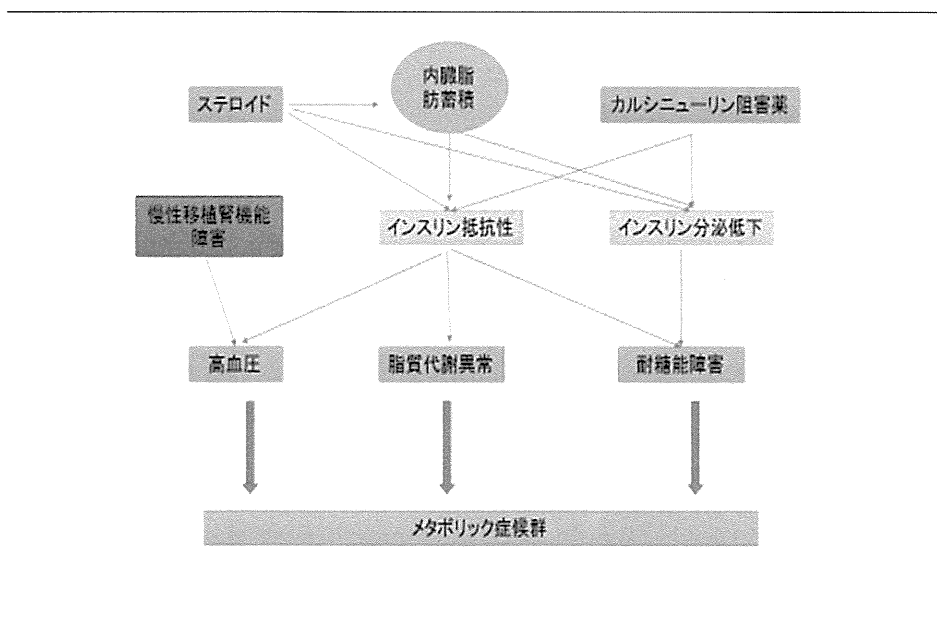 内臓脂
肪蓄積
ステロイド
カルシニューリン阻害薬
慢性移植腎機能
障害
インスリン抵抗性
インスリン分泌低下
高血圧
脂質代謝異常
耐糖能障害
メタボリック症候群